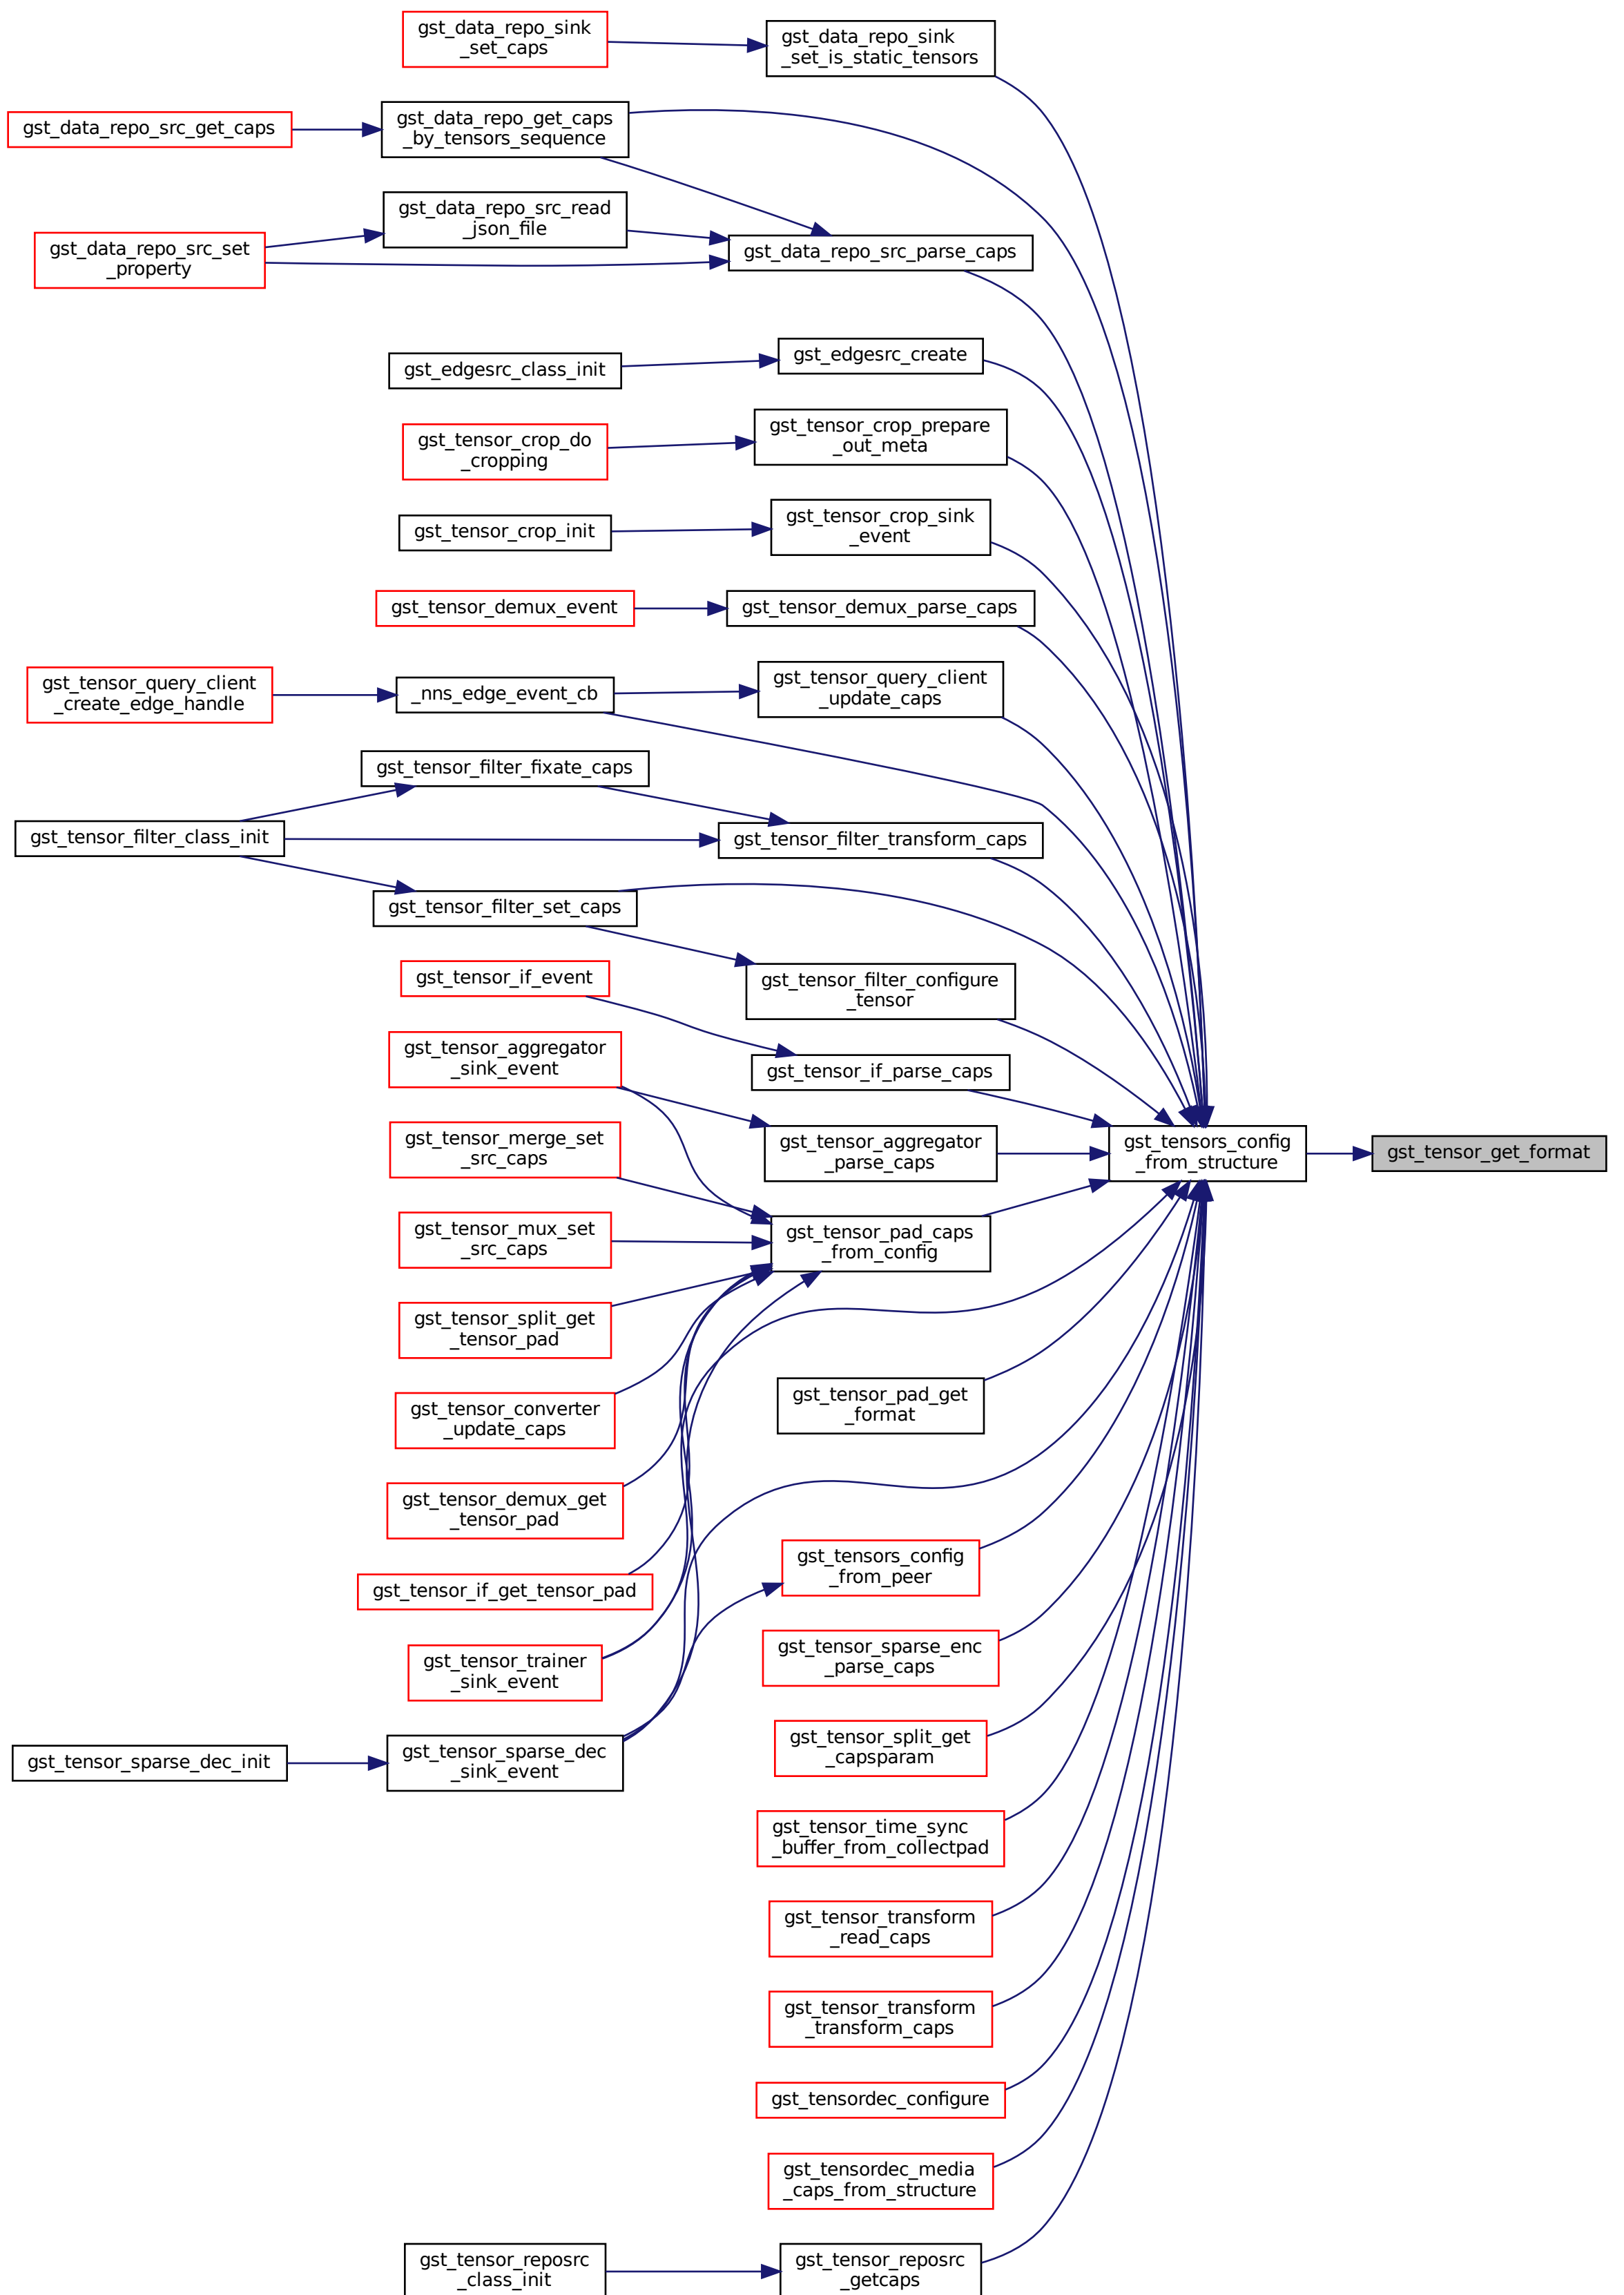 gst_data_repo_sink
_set_caps
gst_data_repo_sink
_set_is_static_tensors
gst_data_repo_src_get_caps
gst_data_repo_get_caps
_by_tensors_sequence
gst_data_repo_src_read
_json_file
gst_data_repo_src_set
_property
gst_data_repo_src_parse_caps
gst_edgesrc_class_init
gst_edgesrc_create
gst_tensor_crop_do
_cropping
gst_tensor_crop_prepare
_out_meta
gst_tensor_crop_init
gst_tensor_crop_sink
_event
gst_tensor_demux_event
gst_tensor_demux_parse_caps
gst_tensor_query_client
_create_edge_handle
_nns_edge_event_cb
gst_tensor_query_client
_update_caps
gst_tensor_filter_fixate_caps
gst_tensor_filter_class_init
gst_tensor_filter_transform_caps
gst_tensor_filter_set_caps
gst_tensor_if_event
gst_tensor_filter_configure
_tensor
gst_tensor_aggregator
_sink_event
gst_tensor_if_parse_caps
gst_tensor_merge_set
_src_caps
gst_tensor_aggregator
_parse_caps
gst_tensors_config
_from_structure
gst_tensor_get_format
gst_tensor_mux_set
_src_caps
gst_tensor_pad_caps
_from_config
gst_tensor_split_get
_tensor_pad
gst_tensor_converter
_update_caps
gst_tensor_pad_get
_format
gst_tensor_demux_get
_tensor_pad
gst_tensor_if_get_tensor_pad
gst_tensors_config
_from_peer
gst_tensor_trainer
_sink_event
gst_tensor_sparse_enc
_parse_caps
gst_tensor_sparse_dec_init
gst_tensor_sparse_dec
_sink_event
gst_tensor_split_get
_capsparam
gst_tensor_time_sync
_buffer_from_collectpad
gst_tensor_transform
_read_caps
gst_tensor_transform
_transform_caps
gst_tensordec_configure
gst_tensordec_media
_caps_from_structure
gst_tensor_reposrc
_class_init
gst_tensor_reposrc
_getcaps